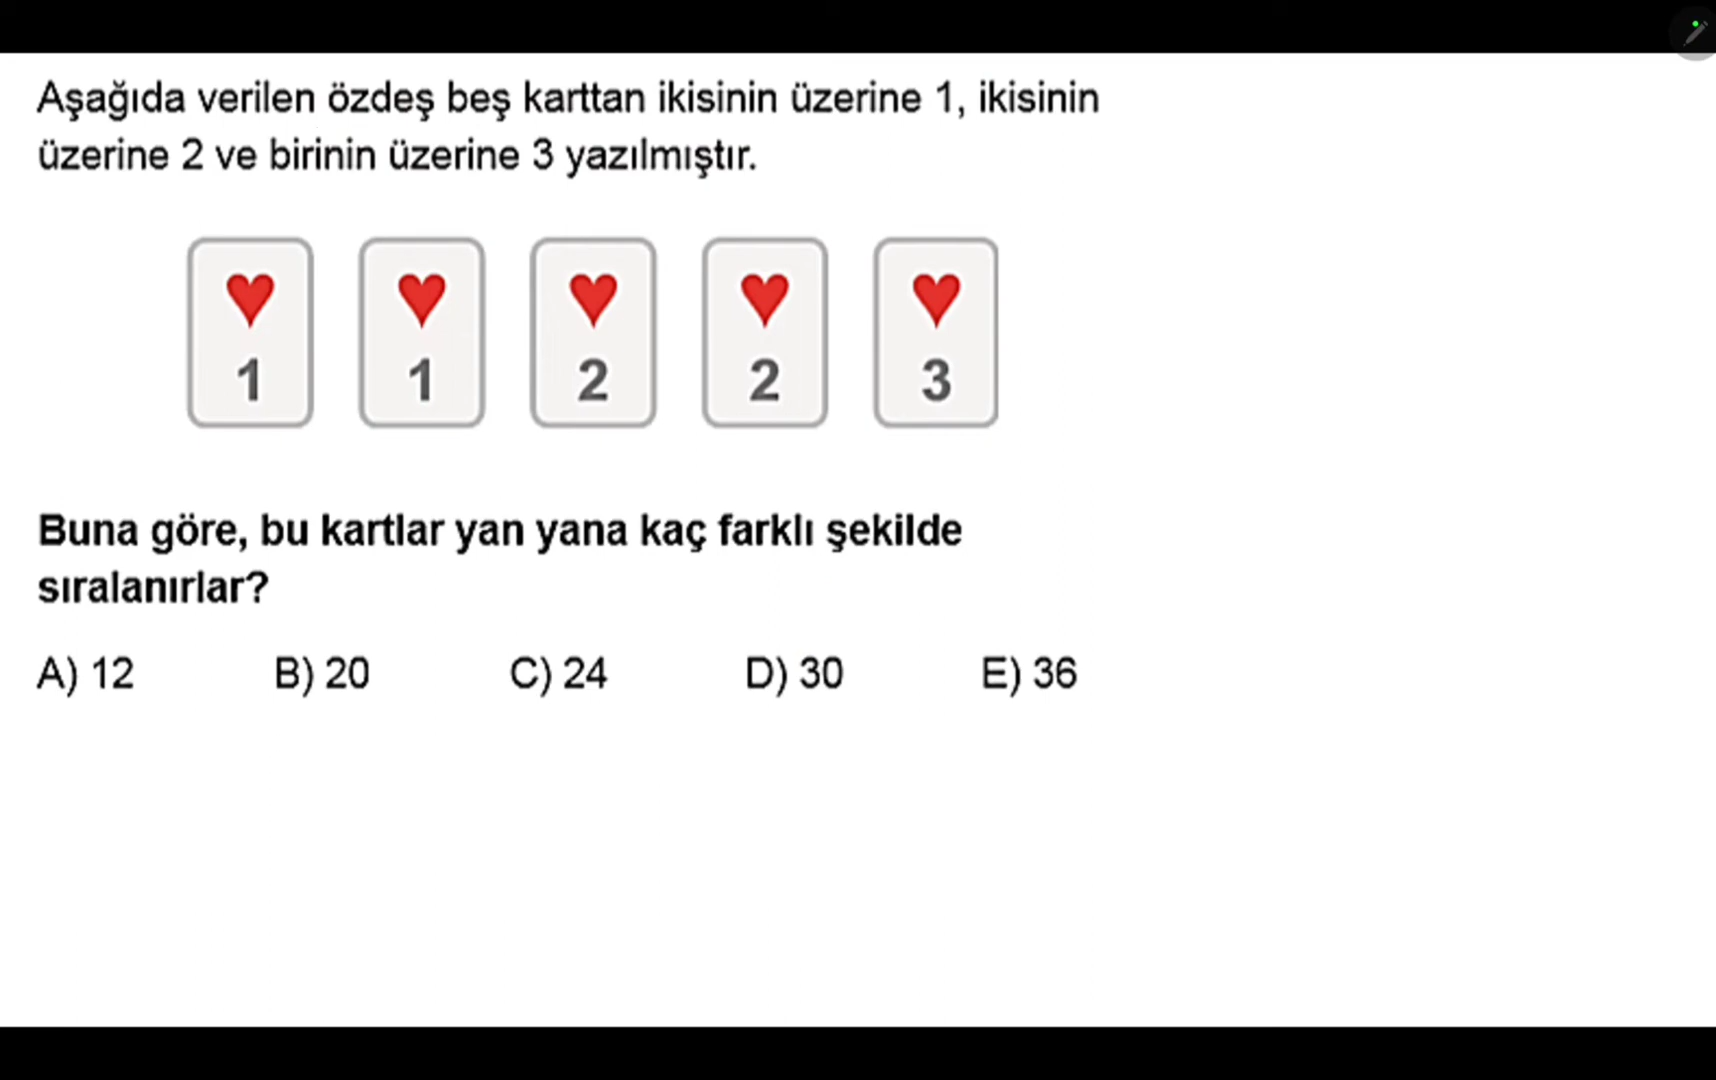 Aşağıda verilen özdeş beş karttan ikisinin üzerine 1, ikisinin
üzerine 2 ve birinin üzerine 3 yazılmıştır.
1 1 2 2 3
Buna göre, bu kartlar yan yana kaç farklı şekilde
sıralanırlar?
A) 12 B) 20 C) 24 D) 30 E) 36